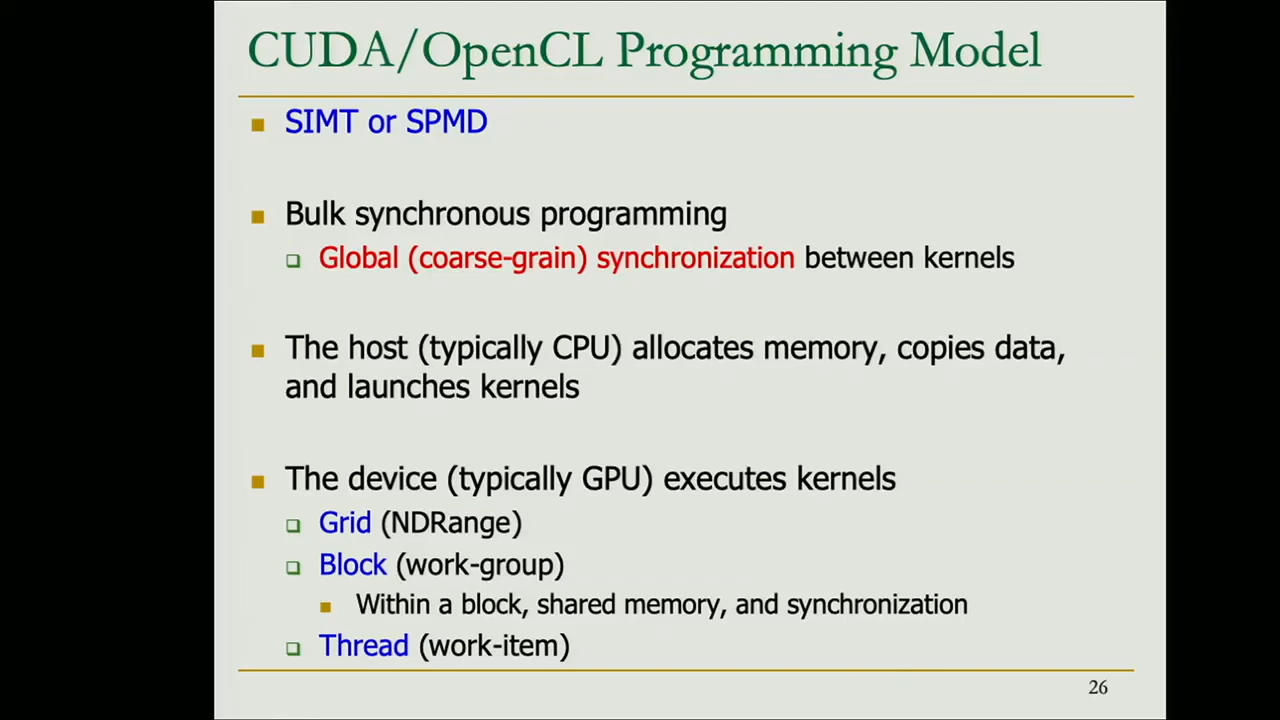 CUDA/OpenCL Programming Model
SIMT or SPMD
Bulk synchronous programming
Global (coarse-grain) synchronization between kernels
The host (typically CPU) allocates memory, copies data,
and launches kernels
The device (typically GPU) executes kernels
Grid (NDRange)
Block (work-group)
Within a block, shared memory, and synchronization
Thread (work-item)
26